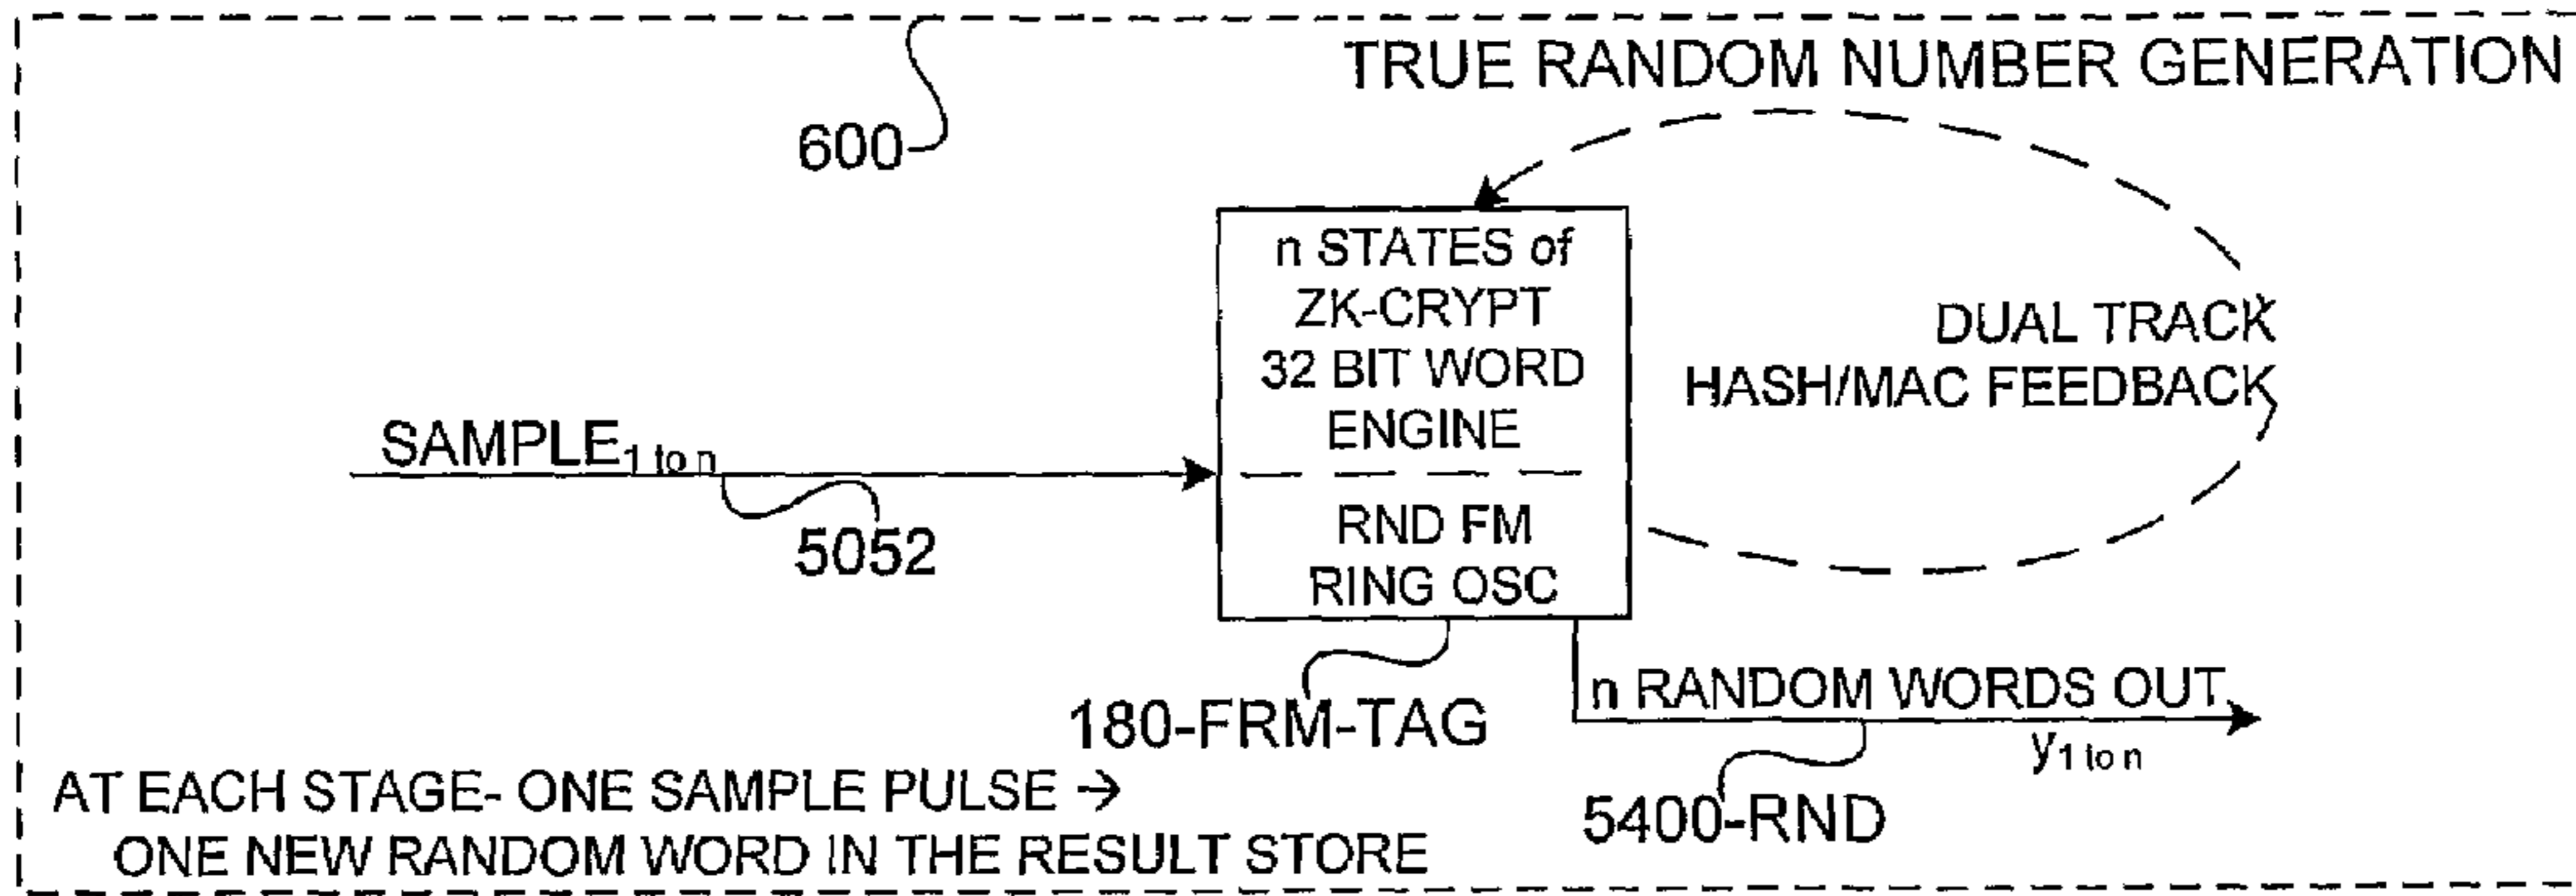 TRUE RANDOM NUMBER GENERATION
600
n STATES of
ZK-CRYPT
32 BIT WORD
ENGINE
RND FM
RING OSC
DUAL TRACK
HASH/MAC FEEDBACK
SAMPLE1 to n
5052
180-FRM-TAG
n RANDOM WORDS OUT
y1 to n
5400-RND
AT EACH STAGE- ONE SAMPLE PULSE →
ONE NEW RANDOM WORD IN THE RESULT STORE